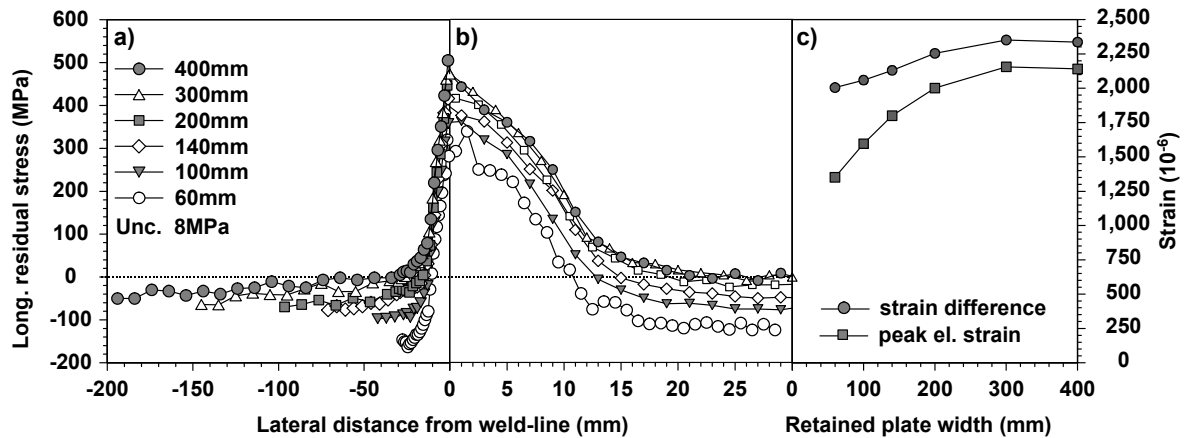 600
500
400
300
200
100
0
-100
-200
Long. residual stress (MPa)
a)
400mm
300mm
200mm
140mm
100mm
60mm
Unc. 8MPa
-200 -150 -100 -50 0
b)
5 10 15 20 25
Lateral distance from weld-line (mm)
c)
strain difference
peak el. strain
0 100 200 300 400
Retained plate width (mm)
2,500
2,250
2,000
1,750
1,500
1,250
1,000
750
500
250
0
Strain (10-6)